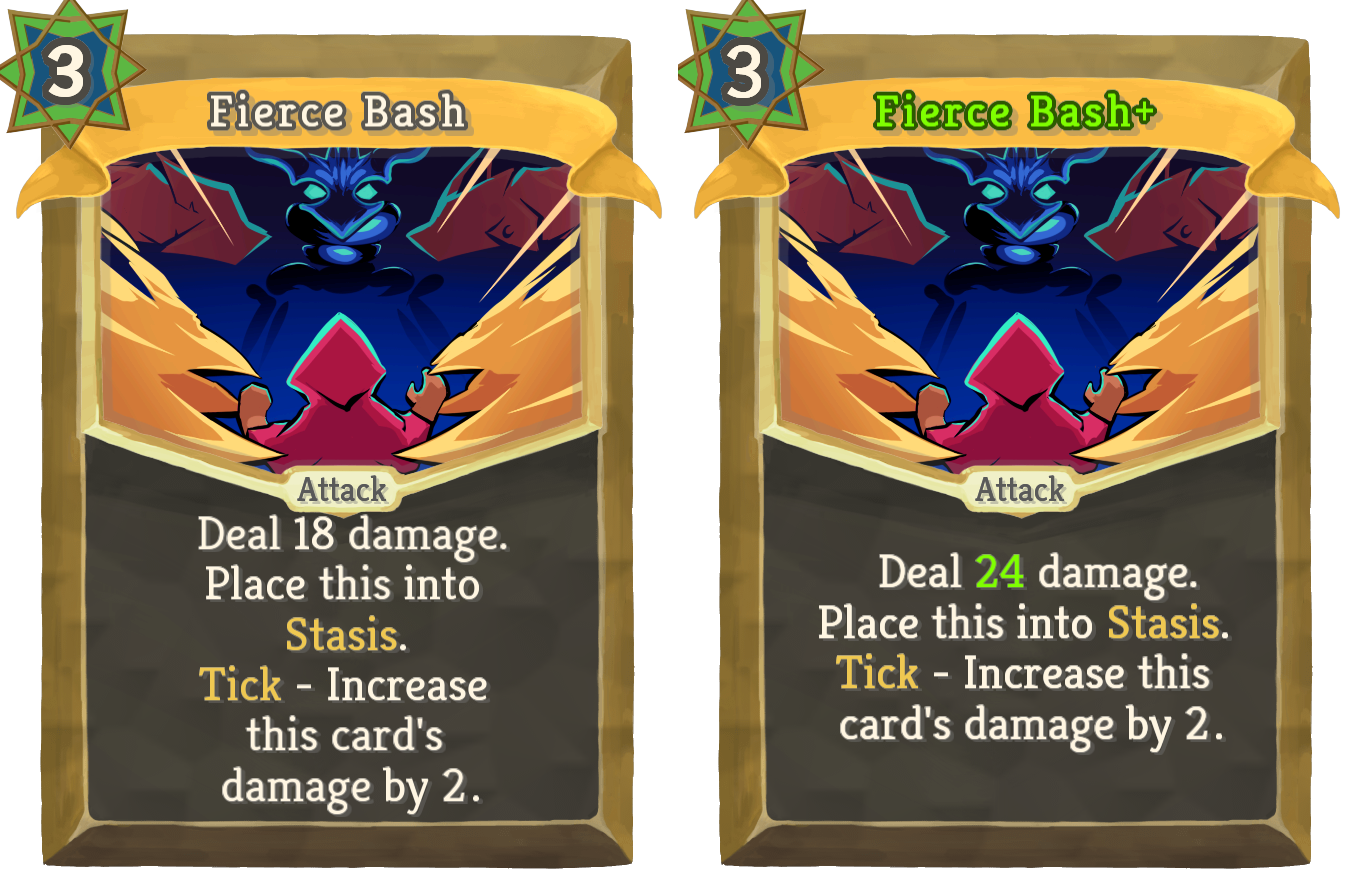 3
Fierce Bash
Attack
Deal 18 damage.
Place this into
Stasis.
Tick - Increase
this card's
damage by 2.
3
Fierce Bash+
Attack
Deal 24 damage.
Place this into Stasis.
Tick - Increase this
card's damage by 2.